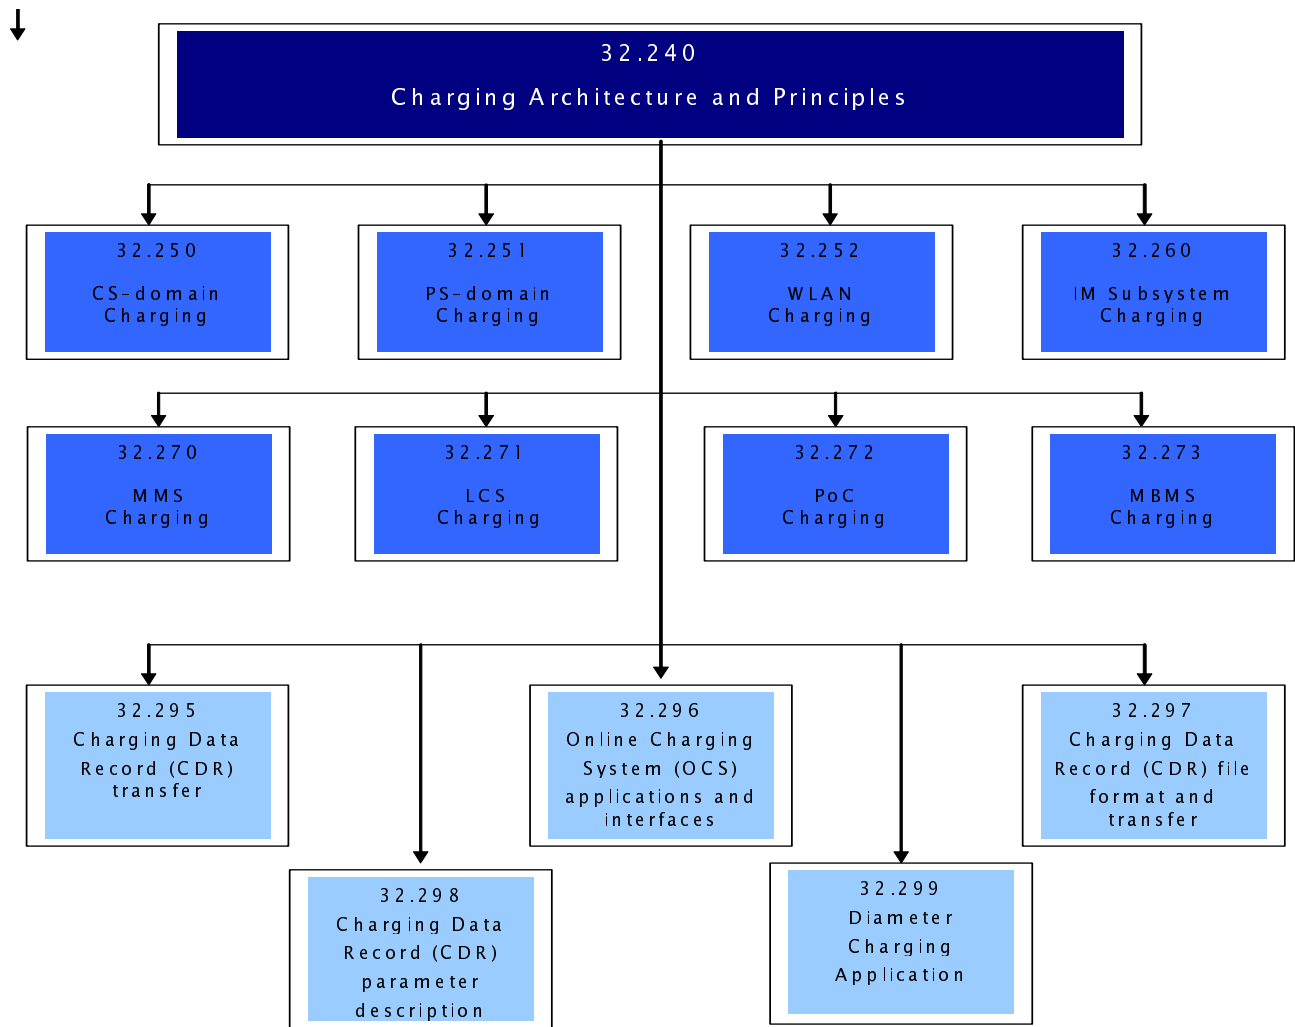 32.240
Charging Architecture and Principles
32.250
CS-domain
Charging
32.251
PS-domain
Charging
32.252
WLAN
Charging
32.260
IM Subsystem
Charging
32.270
MMS
Charging
32.271
LCS
Charging
32.272
PoC
Charging
32.273
MBMS
Charging
32.295
Charging Data
Record (CDR)
transfer
32.296
Online Charging
System (OCS)
applications and
interfaces
32.297
Charging Data
Record (CDR) file
format and
transfer
32.298
Charging Data
Record (CDR)
parameter
description
32.299
Diameter
Charging
Application